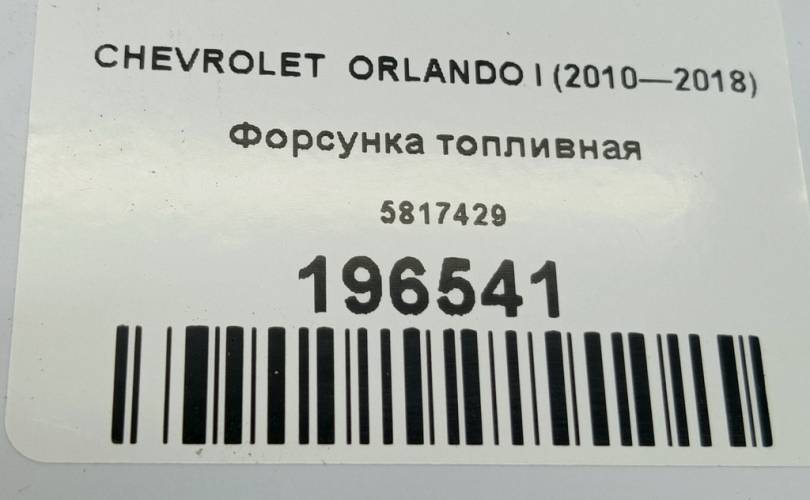 CHEVROLET ORLANDO I (2010—2018)
Форсунка топливная
5817429
196541